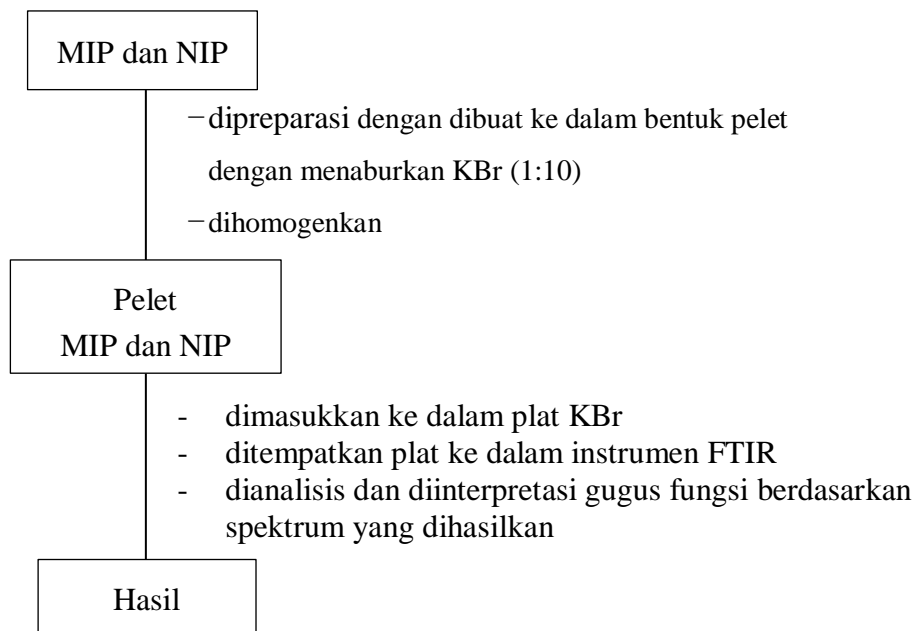 MIP dan NIP
−dipreparasi dengan dibuat ke dalam bentuk pelet
dengan menaburkan KBr (1:10)
−dihomogenkan
Pelet
MIP dan NIP
- dimasukkan ke dalam plat KBr
- ditempatkan plat ke dalam instrumen FTIR
- dianalisis dan diinterpretasi gugus fungsi berdasarkan
spektrum yang dihasilkan
Hasil